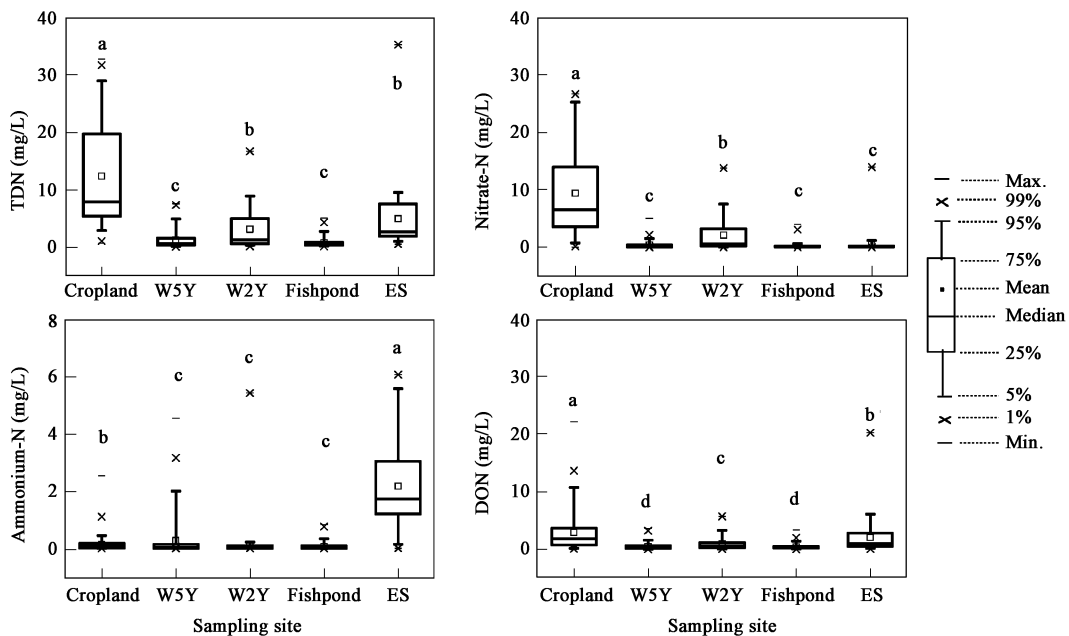 40
30
20
10
0
TDN (mg/L)
a
c
b
c
b
Cropland W5Y W2Y Fishpond ES
40
30
20
10
0
Nitrate-N (mg/L)
a
c
b
c
c
Cropland W5Y W2Y Fishpond ES
8
6
4
2
0
Ammonium-N (mg/L)
b
c
c
c
a
Cropland W5Y W2Y Fishpond ES
Sampling site
40
30
20
10
0
DON (mg/L)
a
d
c
d
b
Cropland W5Y W2Y Fishpond ES
Sampling site
Max.
99%
95%
75%
Mean
Median
25%
5%
1%
Min.